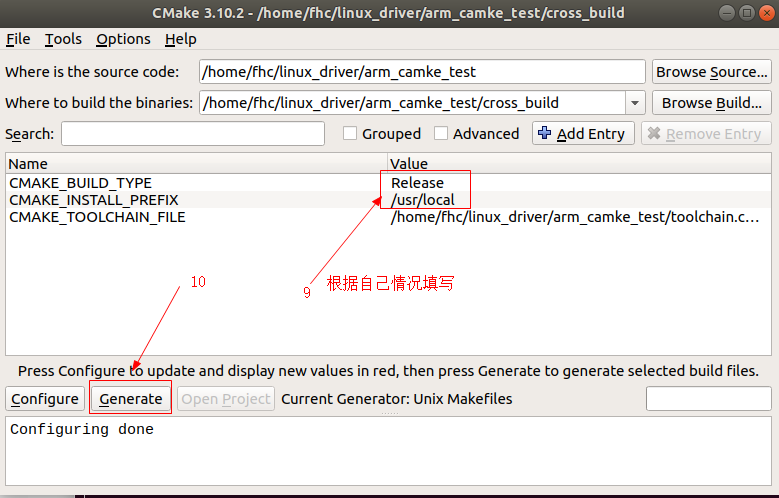 CMake 3.10.2 - /home/fhc/linux_driver/arm_camke_test/cross_build
File Tools Options Help
Where is the source code: /home/fhc/linux_driver/arm_camke_test Browse Source...
Where to build the binaries: /home/fhc/linux_driver/arm_camke_test/cross_build Browse Build...
Search: Grouped Advanced Add Entry Remove Entry
Name Value
CMAKE_BUILD_TYPE Release
CMAKE_INSTALL_PREFIX /usr/local
CMAKE_TOOLCHAIN_FILE /home/fhc/linux_driver/arm_camke_test/toolchain.c...
10
9 根据自己情况填写
Press Configure to update and display new values in red, then press Generate to generate selected build files.
Configure Generate Open Project Current Generator: Unix Makefiles
Configuring done